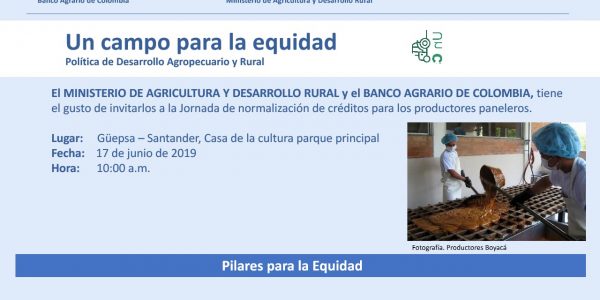 Banco Agrario de Colombia Ministerio de Agricultura y Desarrollo Rural
Un campo para la equidad
Política de Desarrollo Agropecuario y Rural
El MINISTERIO DE AGRICULTURA Y DESARROLLO RURAL y el BANCO AGRARIO DE COLOMBIA, tiene
el gusto de invitarlos a la Jornada de normalización de créditos para los productores paneleros.
Lugar: Güepsa – Santander, Casa de la cultura parque principal
Fecha: 17 de junio de 2019
Hora: 10:00 a.m.
Fotografía. Productores Boyacá
Pilares para la Equidad